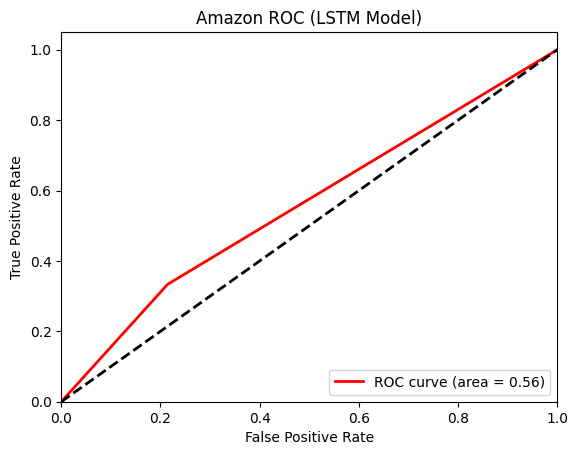 Amazon ROC (LSTM Model)
True Positive Rate
1.0
0.8
0.6
0.4
0.2
0.0
ROC curve (area = 0.56)
0.0 0.2 0.4 0.6 0.8 1.0
False Positive Rate